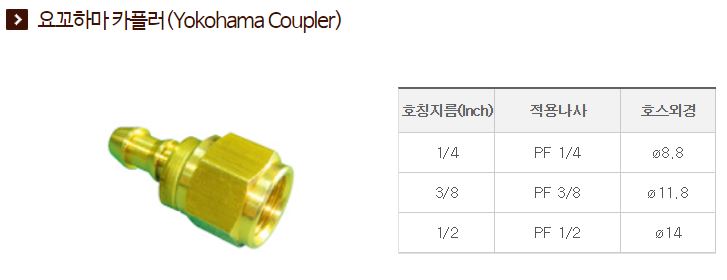 요꼬하마 카플러(Yokohama Coupler)
호칭지름(Inch) 적용나사 호스외경
1/4 PF 1/4 ø8.8
3/8 PF 3/8 ø11.8
1/2 PF 1/2 ø14